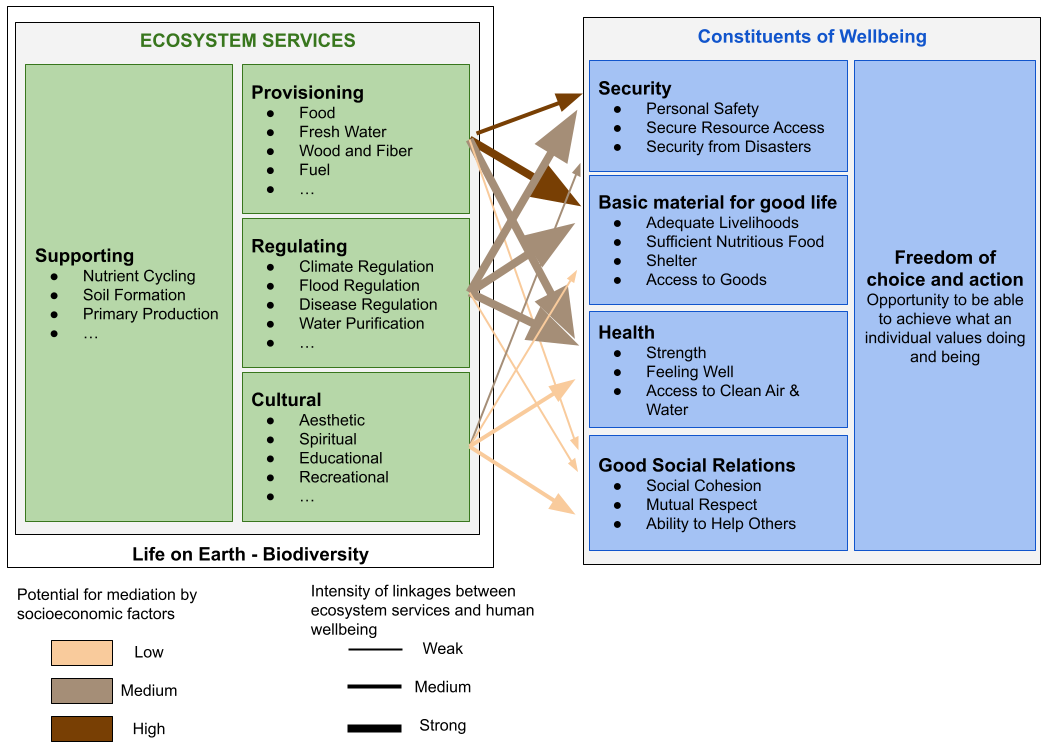 ECOSYSTEM SERVICES
Supporting
● Nutrient Cycling
● Soil Formation
● Primary Production
● …
Provisioning
● Food
● Fresh Water
● Wood and Fiber
● Fuel
● …
Regulating
● Climate Regulation
● Flood Regulation
● Disease Regulation
● Water Purification
● …
Cultural
● Aesthetic
● Spiritual
● Educational
● Recreational
● …
Life on Earth - Biodiversity
Constituents of Wellbeing
Security
● Personal Safety
● Secure Resource Access
● Security from Disasters
Basic material for good life
● Adequate Livelihoods
● Sufficient Nutritious Food
● Shelter
● Access to Goods
Health
● Strength
● Feeling Well
● Access to Clean Air &
Water
Good Social Relations
● Social Cohesion
● Mutual Respect
● Ability to Help Others
Freedom of
choice and action
Opportunity to be able
to achieve what an
individual values doing
and being
Potential for mediation by
socioeconomic factors
Low
Medium
High
Intensity of linkages between
ecosystem services and human
wellbeing
Weak
Medium
Strong